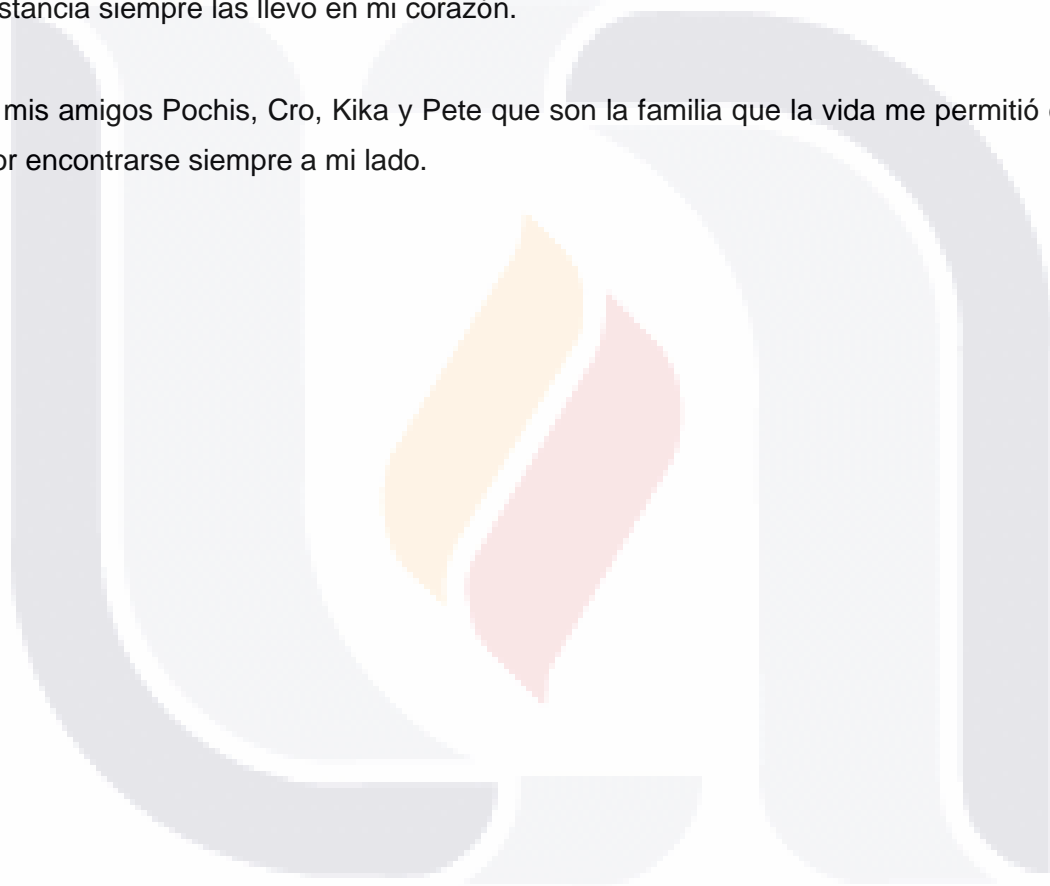 stancia siempre las llevo en mi corazón.
mis amigos Pochis, Cro, Kika y Pete que son la familia que la vida me permitió
or encontrarse siempre a mi lado.